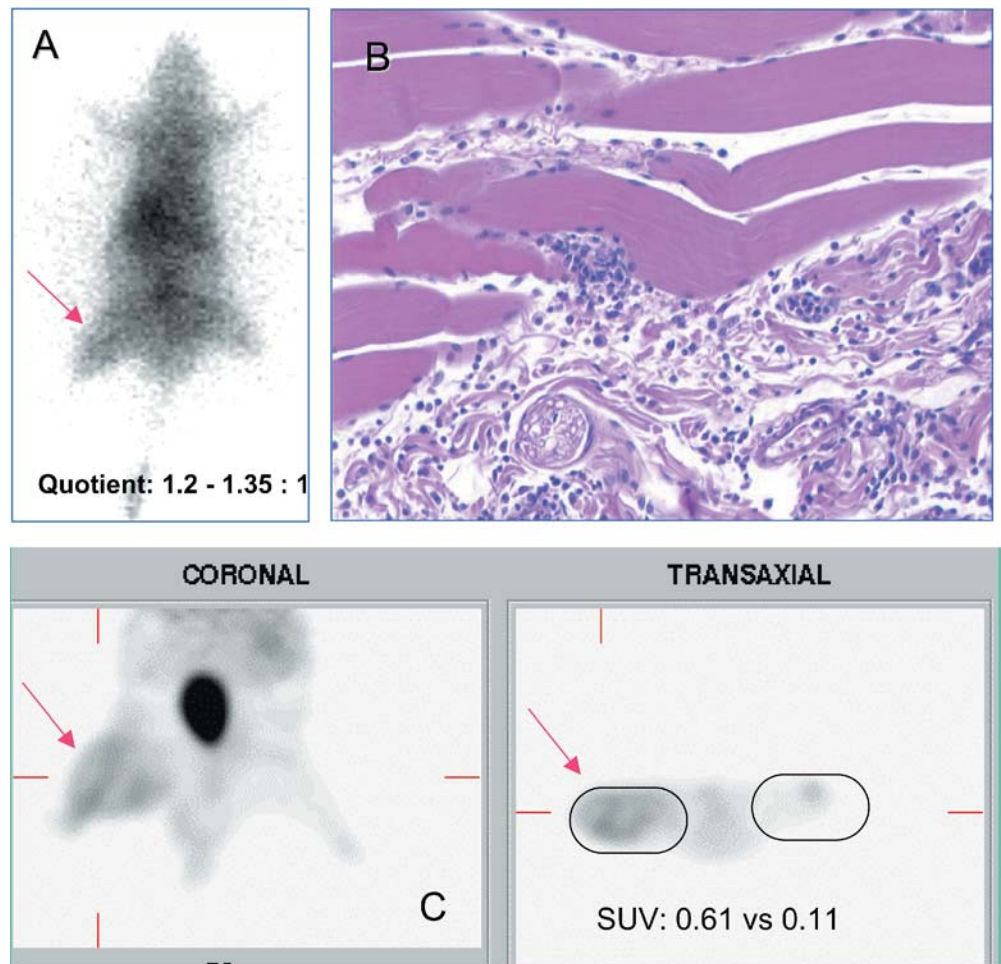 A
B
Quotient: 1.2 - 1.35 : 1
CORONAL
TRANSAXIAL
C
SUV: 0.61 vs 0.11